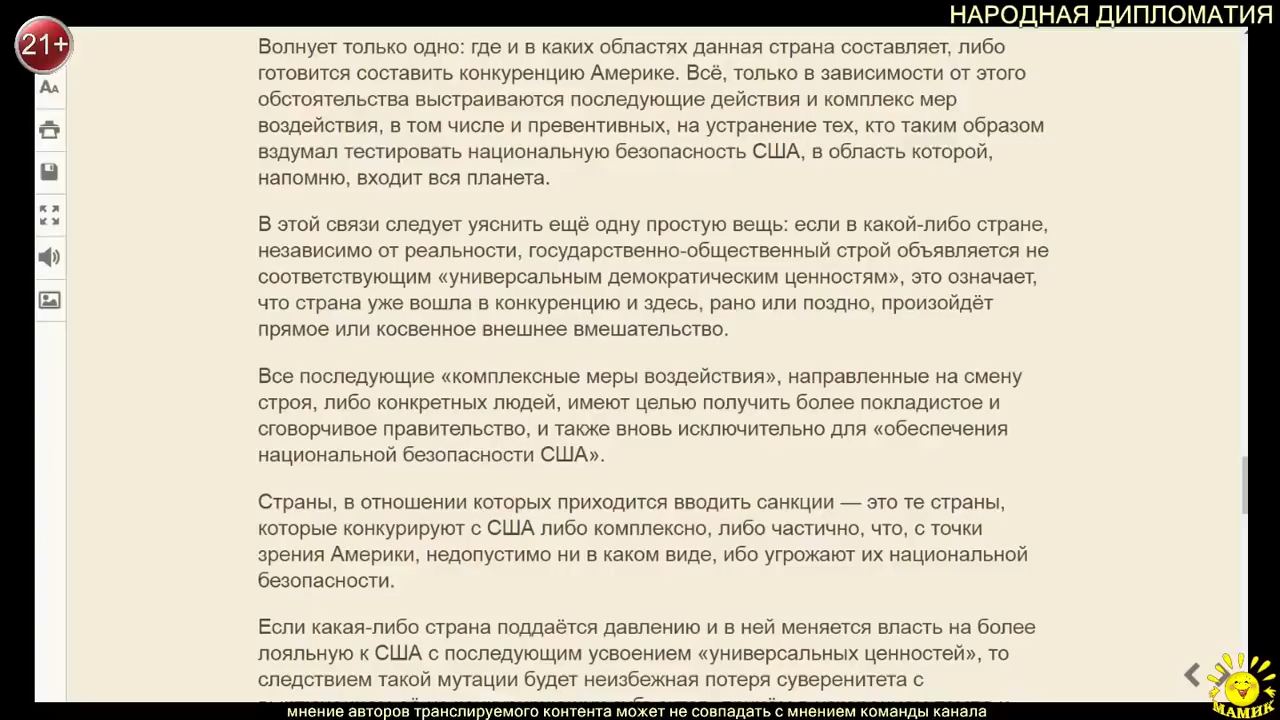 НАРОДНАЯ ДИПЛОМАТИЯ
21+
Волнует только одно: где и в каких областях данная страна составляет, либо
готовится составить конкуренцию Америке. Всё, только в зависимости от этого
обстоятельства выстраиваются последующие действия и комплекс мер
воздействия, в том числе и превентивных, на устранение тех, кто таким образом
вздумал тестировать национальную безопасность США, в область которой,
напомню, входит вся планета.
В этой связи следует уяснить ещё одну простую вещь: если в какой-либо стране,
независимо от реальности, государственно-общественный строй объявляется не
соответствующим «универсальным демократическим ценностям», это означает,
что страна уже вошла в конкуренцию и здесь, рано или поздно, произойдёт
прямое или косвенное внешнее вмешательство.
Все последующие «комплексные меры воздействия», направленные на смену
строя, либо конкретных людей, имеют целью получить более покладистое и
сговорчивое правительство, и также вновь исключительно для «обеспечения
национальной безопасности США».
Страны, в отношении которых приходится вводить санкции — это те страны,
которые конкурируют с США либо комплексно, либо частично, что, с точки
зрения Америки, недопустимо ни в каком виде, ибо угрожают их национальной
безопасности.
Если какая-либо страна поддаётся давлению и в ней меняется власть на более
лояльную к США с последующим усвоением «универсальных ценностей», то
следствием такой мутации будет неизбежная потеря суверенитета с
мнение авторов транслируемого контента может не совпадать с мнением команды канала
МАМИК